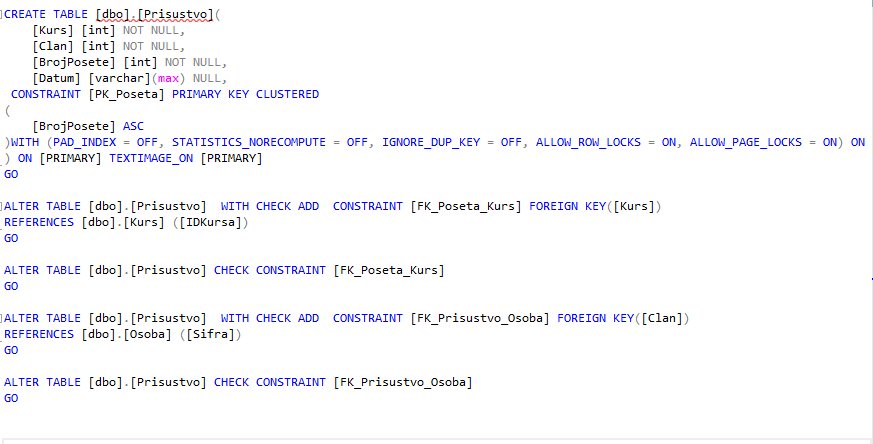 CREATE TABLE [dbo].[Prisustvo](
[Kurs] [int] NOT NULL,
[Clan] [int] NOT NULL,
[BrojPosete] [int] NOT NULL,
[Datum] [varchar](max) NULL,
CONSTRAINT [PK_Poseta] PRIMARY KEY CLUSTERED
(
[BrojPosete] ASC
)WITH (PAD_INDEX = OFF, STATISTICS_NORECOMPUTE = OFF, IGNORE_DUP_KEY = OFF, ALLOW_ROW_LOCKS = ON, ALLOW_PAGE_LOCKS = ON) ON
) ON [PRIMARY] TEXTIMAGE_ON [PRIMARY]
GO
ALTER TABLE [dbo].[Prisustvo]  WITH CHECK ADD  CONSTRAINT [FK_Poseta_Kurs] FOREIGN KEY([Kurs])
REFERENCES [dbo].[Kurs] ([IDKursa])
GO
ALTER TABLE [dbo].[Prisustvo] CHECK CONSTRAINT [FK_Poseta_Kurs]
GO
ALTER TABLE [dbo].[Prisustvo]  WITH CHECK ADD  CONSTRAINT [FK_Prisustvo_Osoba] FOREIGN KEY([Clan])
REFERENCES [dbo].[Osoba] ([Sifra])
GO
ALTER TABLE [dbo].[Prisustvo] CHECK CONSTRAINT [FK_Prisustvo_Osoba]
GO